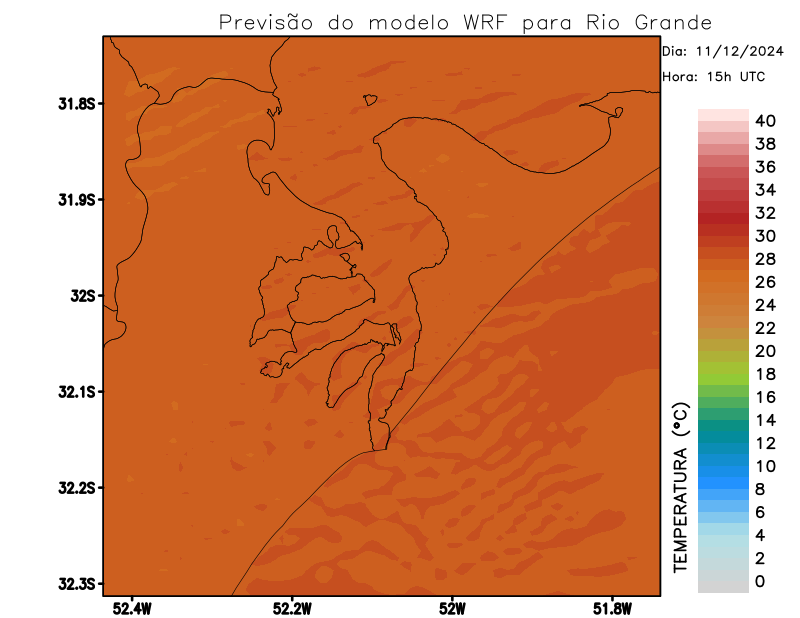 Previsão do modelo WRF para Rio Grande
Dia: 11/12/2024
Hora: 15h UTC
31.8S
31.9S
32S
32.1S
32.2S
32.3S
52.4W
52.2W
52W
51.8W
TEMPERATURA (°C)
40
38
36
34
32
30
28
26
24
22
20
18
16
14
12
10
8
6
4
2
0